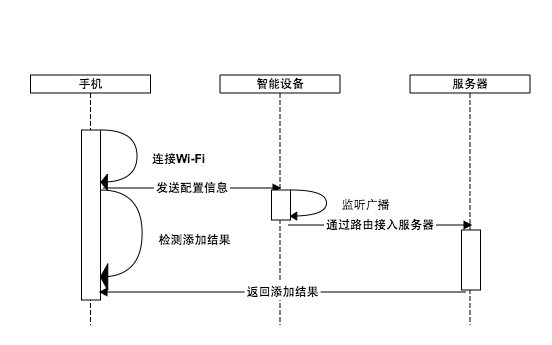 手机
智能设备
服务器
连接Wi-Fi
发送配置信息
监听广播
通过路由接入服务器
检测添加结果
返回添加结果